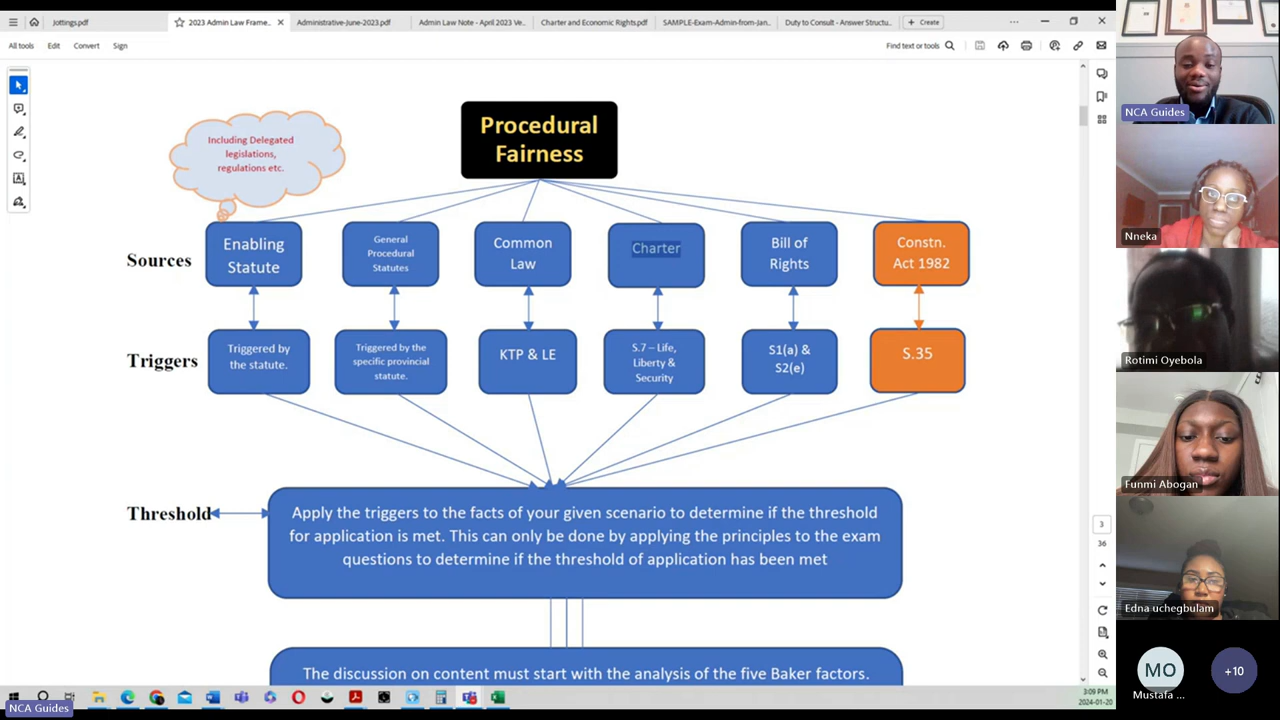 Jottings.pdf
2023 Admin Law Frame...
Administrative-June-2023.pdf
Admin Law Note - April 2023 Ve...
Charter and Economic Rights.pdf
SAMPLE-Exam-Admin-from-Jan...
Duty to Consult - Answer Structu...
+ Create
All tools
Edit
Convert
Sign
Find text or tools
Including Delegated
legislations,
regulations etc.
Procedural
Fairness
Sources
Enabling
Statute
General
Procedural
Statutes
Common
Law
Charter
Bill of
Rights
Constn.
Act 1982
Triggers
Triggered by
the statute.
Triggered by the
specific provincial
statute.
KTP & LE
S.7 – Life,
Liberty &
Security
S1(a) &
S2(e)
S.35
Threshold
Apply the triggers to the facts of your given scenario to determine if the threshold
for application is met. This can only be done by applying the principles to the exam
questions to determine if the threshold of application has been met
The discussion on content must start with the analysis of the five Baker factors.
3
36
3:09 PM
2024-01-20
NCA Guides
NCA Guides
Nneka
Rotimi Oyebola
Funmi Abogan
Edna uchegbulam
MO
Mustafa ...
+10